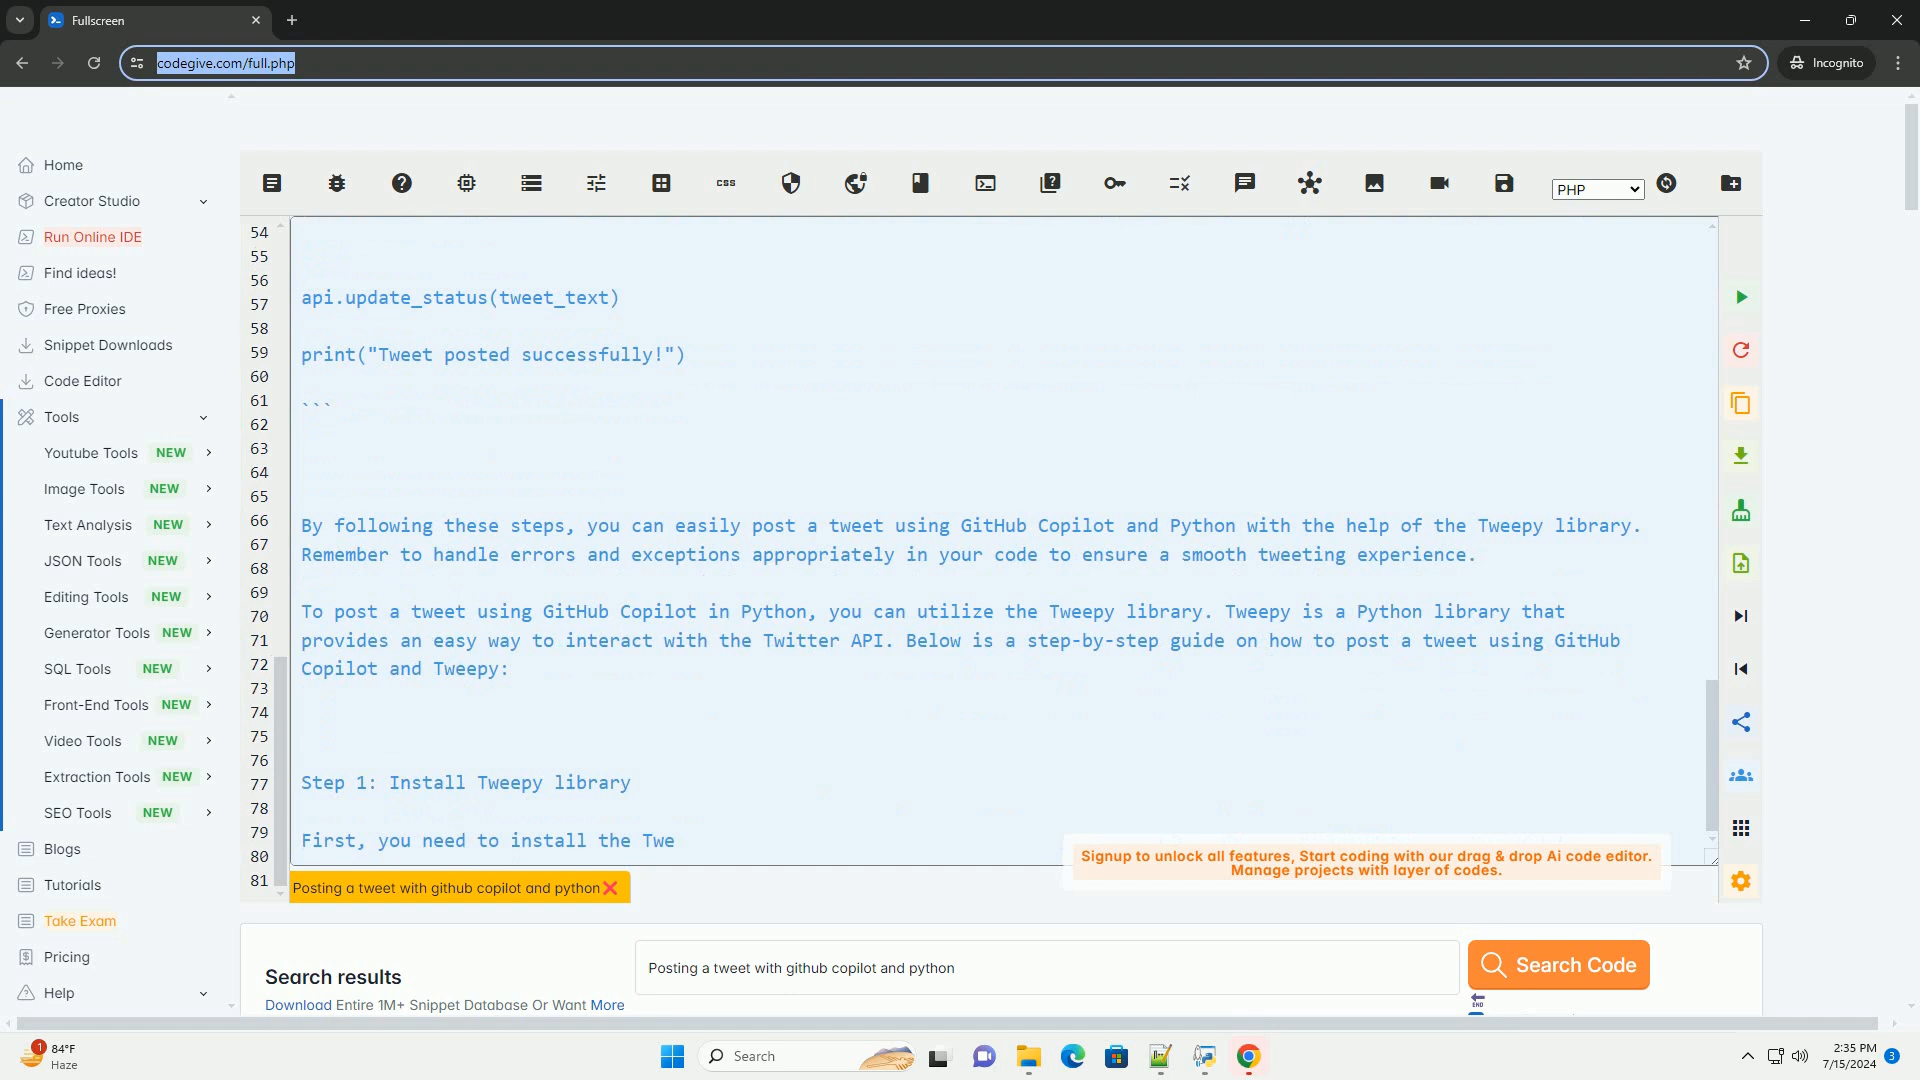 Fullscreen
codegive.com/full.php
Incognito
Home
Creator Studio
Run Online IDE
Find ideas!
Free Proxies
Snippet Downloads
Code Editor
Tools
Youtube Tools NEW
Image Tools NEW
Text Analysis NEW
JSON Tools NEW
Editing Tools NEW
Generator Tools NEW
SQL Tools NEW
Front-End Tools NEW
Video Tools NEW
Extraction Tools NEW
SEO Tools NEW
Blogs
Tutorials
Take Exam
Pricing
Help
css
PHP
54
55
56
57
58
59
60
61
62
63
64
65
66
67
68
69
70
71
72
73
74
75
76
77
78
79
80
81
api.update_status(tweet_text)
print("Tweet posted successfully!")
```
By following these steps, you can easily post a tweet using GitHub Copilot and Python with the help of the Tweepy library.
Remember to handle errors and exceptions appropriately in your code to ensure a smooth tweeting experience.
To post a tweet using GitHub Copilot in Python, you can utilize the Tweepy library. Tweepy is a Python library that
provides an easy way to interact with the Twitter API. Below is a step-by-step guide on how to post a tweet using GitHub
Copilot and Tweepy:
Step 1: Install Tweepy library
First, you need to install the Twe
Signup to unlock all features, Start coding with our drag & drop Ai code editor.
Manage projects with layer of codes.
Posting a tweet with github copilot and python
Search results
Download Entire 1M+ Snippet Database Or Want More
Posting a tweet with github copilot and python
Search Code
END
1
84°F
Haze
Search
2:35 PM
7/15/2024
3